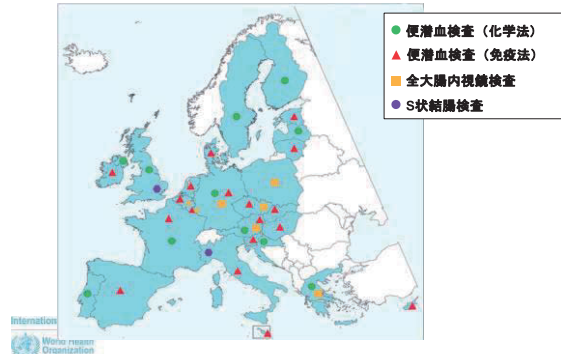 便潜血検査（化学法）
便潜血検査（免疫法）
全大腸内視鏡検査
S状結腸検査
International
World Health
Organization